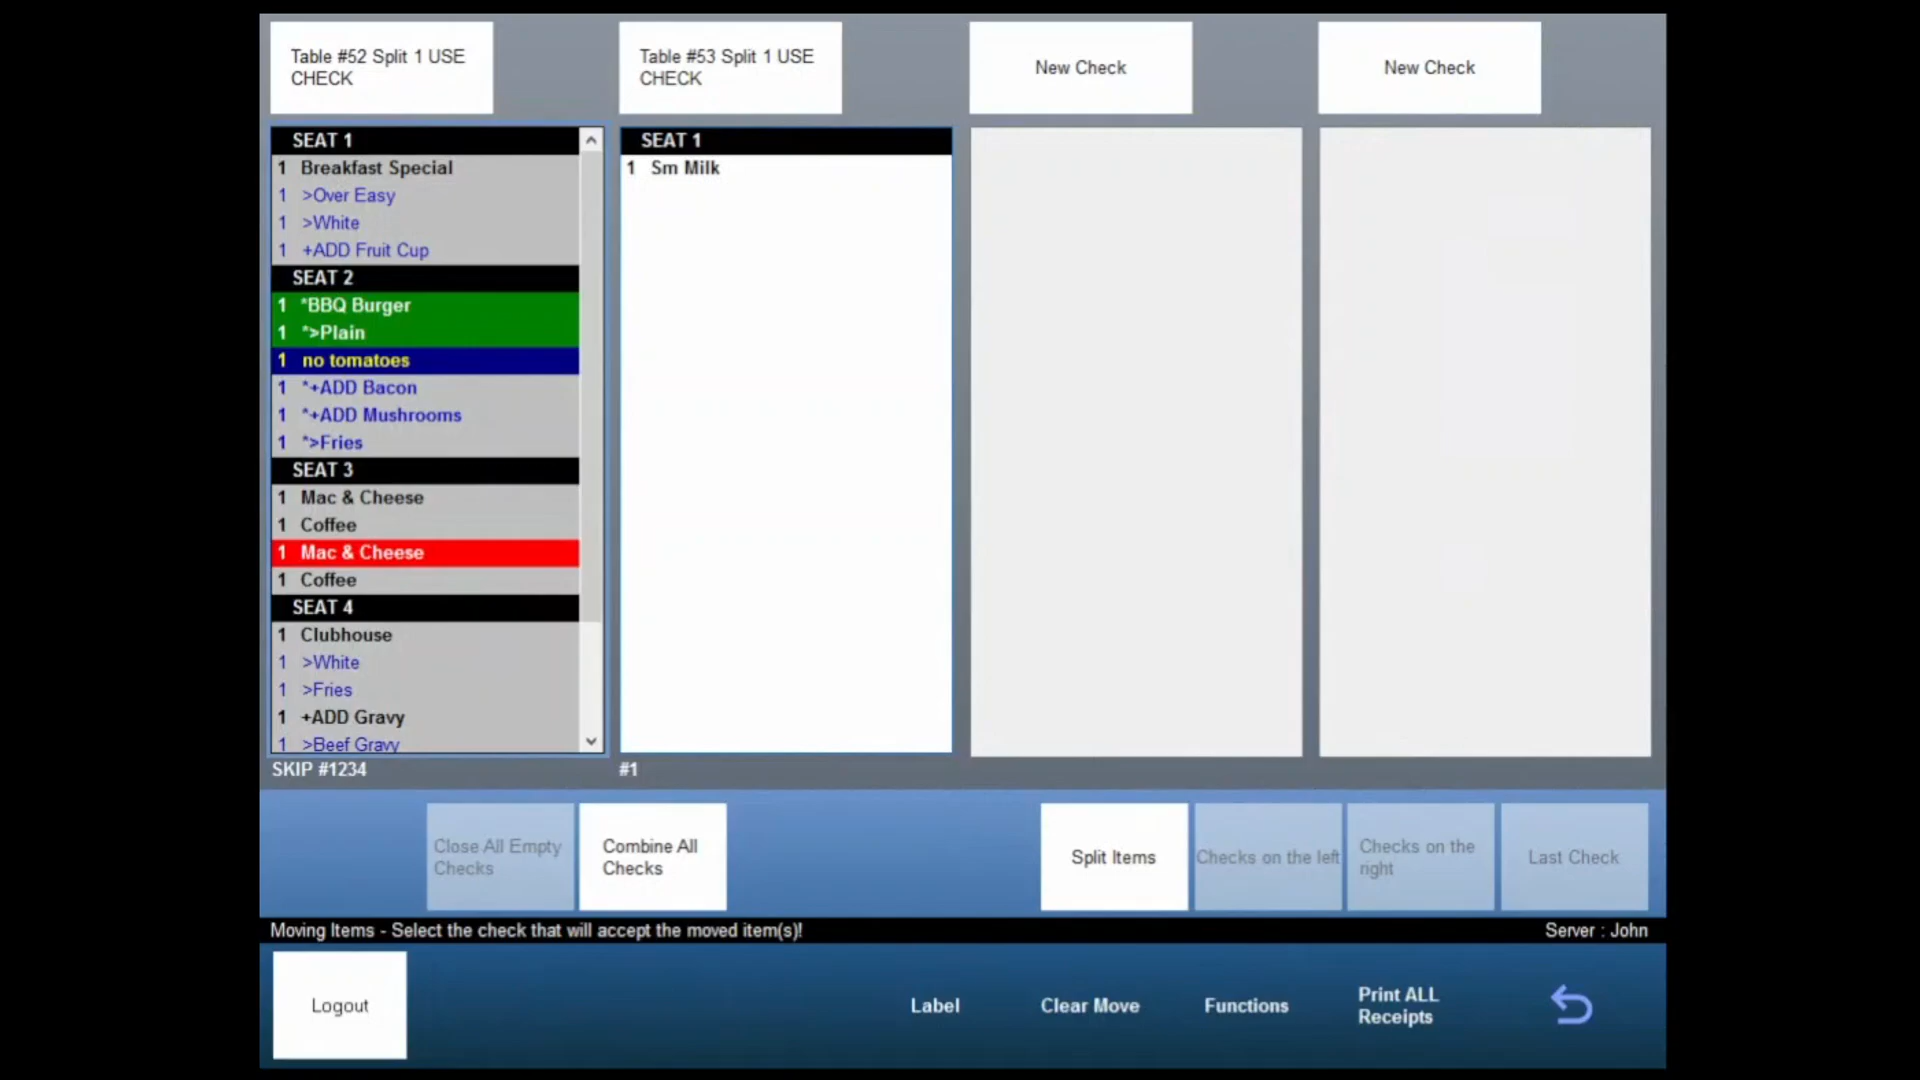 Table #52 Split 1 USE
CHECK
Table #53 Split 1 USE
CHECK
New Check
New Check
SEAT 1
1 Breakfast Special
1 >Over Easy
1 >White
1 +ADD Fruit Cup
SEAT 2
1 *BBQ Burger
1 *>Plain
1 no tomatoes
1 *+ADD Bacon
1 *+ADD Mushrooms
1 *>Fries
SEAT 3
1 Mac & Cheese
1 Coffee
1 Mac & Cheese
1 Coffee
SEAT 4
1 Clubhouse
1 >White
1 >Fries
1 +ADD Gravy
1 >Beef Gravy
SKIP #1234
SEAT 1
1 Sm Milk
#1
Close All Empty
Checks
Combine All
Checks
Split Items
Checks on the left
Checks on the
right
Last Check
Moving Items - Select the check that will accept the moved item(s)!
Server : John
Logout
Label
Clear Move
Functions
Print ALL
Receipts